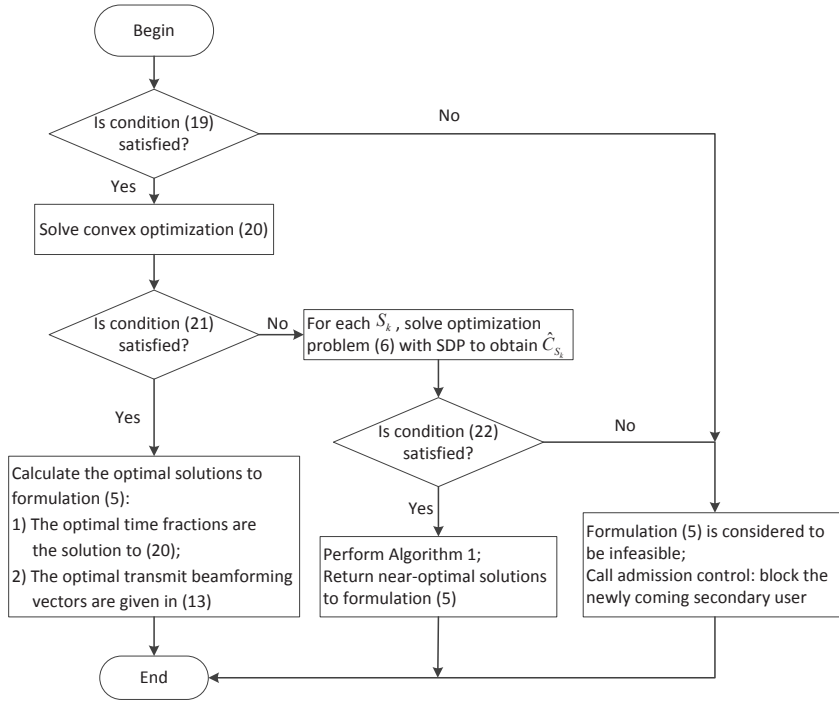 Begin
Is condition (19)
satisfied?
No
Yes
Solve convex optimization (20)
Is condition (21)
satisfied?
No
For each S_k , solve optimization
problem (6) with SDP to obtain Ĉ_{S_k}
Yes
Is condition (22)
satisfied?
No
Yes
Calculate the optimal solutions to
formulation (5):
1) The optimal time fractions are
the solution to (20);
2) The optimal transmit beamforming
vectors are given in (13)
Perform Algorithm 1;
Return near-optimal solutions
to formulation (5)
Formulation (5) is considered to
be infeasible;
Call admission control: block the
newly coming secondary user
End